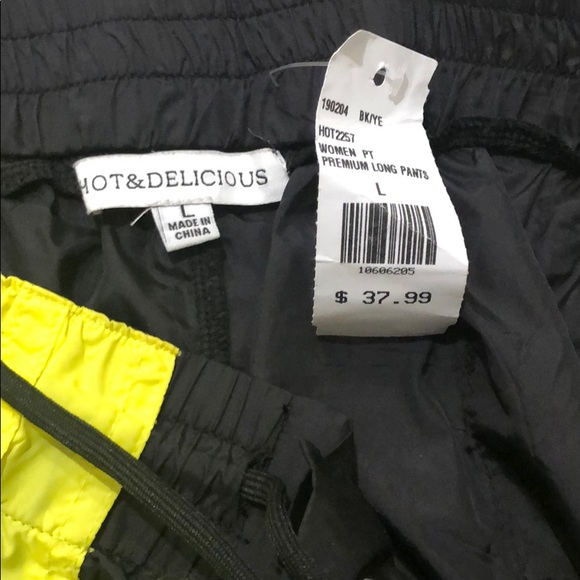 HOT&DELICIOUS
L
MADE IN
CHINA
190204 BK/YE
HOT2257
WOMEN PT
PREMIUM LONG PANTS
L
10606205
$ 37.99